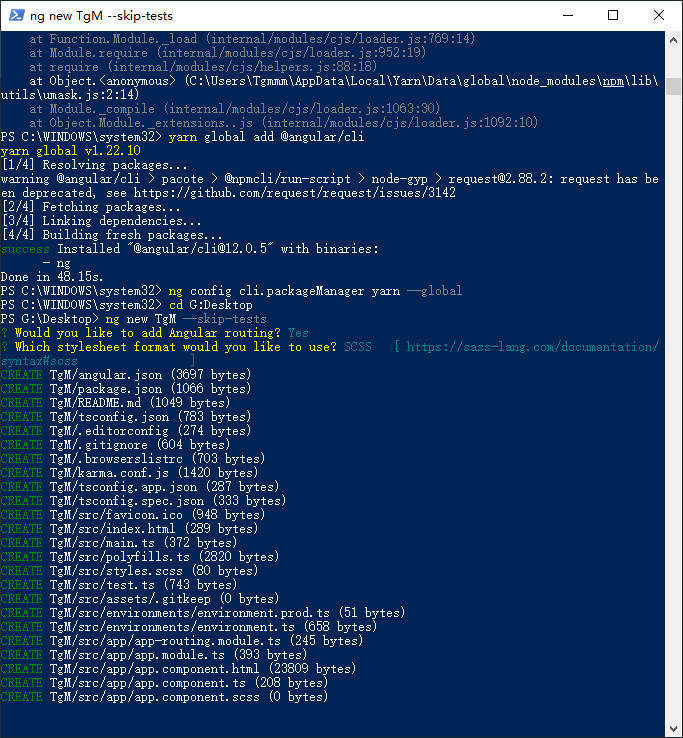 ng new TgM --skip-tests
at Function.Module._load (internal/modules/cjs/loader.js:769:14)
at Module.require (internal/modules/cjs/loader.js:952:19)
at require (internal/modules/cjs/helpers.js:88:18)
at Object.<anonymous> (C:\Users\Tgmmm\AppData\Local\Yarn\Data\global\node_modules\npm\lib\
utils\umask.js:2:14)
at Module._compile (internal/modules/cjs/loader.js:1063:30)
at Object.Module._extensions..js (internal/modules/cjs/loader.js:1092:10)
PS C:\WINDOWS\system32> yarn global add @angular/cli
yarn global v1.22.10
[1/4] Resolving packages...
warning @angular/cli > pacote > @npmcli/run-script > node-gyp > request@2.88.2: request has be
en deprecated, see https://github.com/request/request/issues/3142
[2/4] Fetching packages...
[3/4] Linking dependencies...
[4/4] Building fresh packages...
success Installed "@angular/cli@12.0.5" with binaries:
- ng
Done in 48.15s.
PS C:\WINDOWS\system32> ng config cli.packageManager yarn --global
PS C:\WINDOWS\system32> cd G:Desktop
PS G:\Desktop> ng new TgM --skip-tests
? Would you like to add Angular routing? Yes
? Which stylesheet format would you like to use? SCSS   [ https://sass-lang.com/documentation/
syntax#scss                ]
CREATE TgM/angular.json (3697 bytes)
CREATE TgM/package.json (1066 bytes)
CREATE TgM/README.md (1049 bytes)
CREATE TgM/tsconfig.json (783 bytes)
CREATE TgM/.editorconfig (274 bytes)
CREATE TgM/.gitignore (604 bytes)
CREATE TgM/.browserslistrc (703 bytes)
CREATE TgM/karma.conf.js (1420 bytes)
CREATE TgM/tsconfig.app.json (287 bytes)
CREATE TgM/tsconfig.spec.json (333 bytes)
CREATE TgM/src/favicon.ico (948 bytes)
CREATE TgM/src/index.html (289 bytes)
CREATE TgM/src/main.ts (372 bytes)
CREATE TgM/src/polyfills.ts (2820 bytes)
CREATE TgM/src/styles.scss (80 bytes)
CREATE TgM/src/test.ts (743 bytes)
CREATE TgM/src/assets/.gitkeep (0 bytes)
CREATE TgM/src/environments/environment.prod.ts (51 bytes)
CREATE TgM/src/environments/environment.ts (658 bytes)
CREATE TgM/src/app/app-routing.module.ts (245 bytes)
CREATE TgM/src/app/app.module.ts (393 bytes)
CREATE TgM/src/app/app.component.html (23809 bytes)
CREATE TgM/src/app/app.component.ts (208 bytes)
CREATE TgM/src/app/app.component.scss (0 bytes)